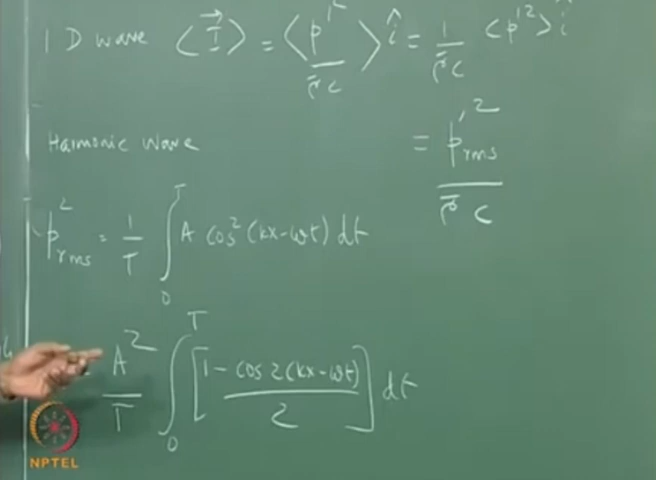 1 D wave ⟨I⃗⟩ = ⟨p'²/ρ̄c⟩ î = 1/ρ̄c ⟨p'²⟩ î
= p'²rms / ρ̄ c
Harmonic wave
p²rms = 1/T ∫₀ᵀ A cos² (kx-ωt) dt
= A²/T ∫₀ᵀ [1 - cos 2(kx-ωt) / 2] dt
NPTEL